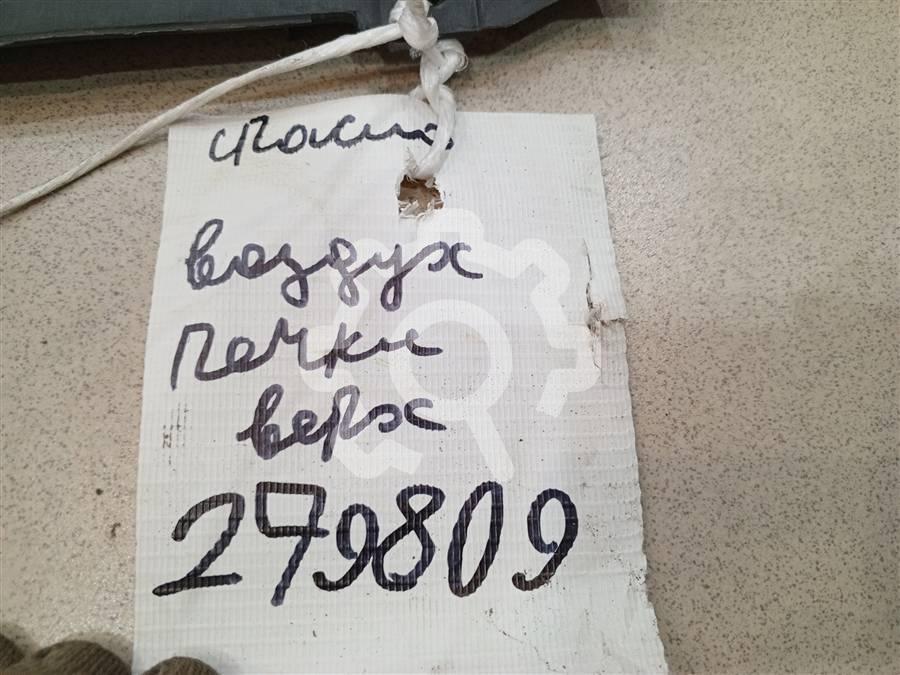 воздух
печки
верх
279809